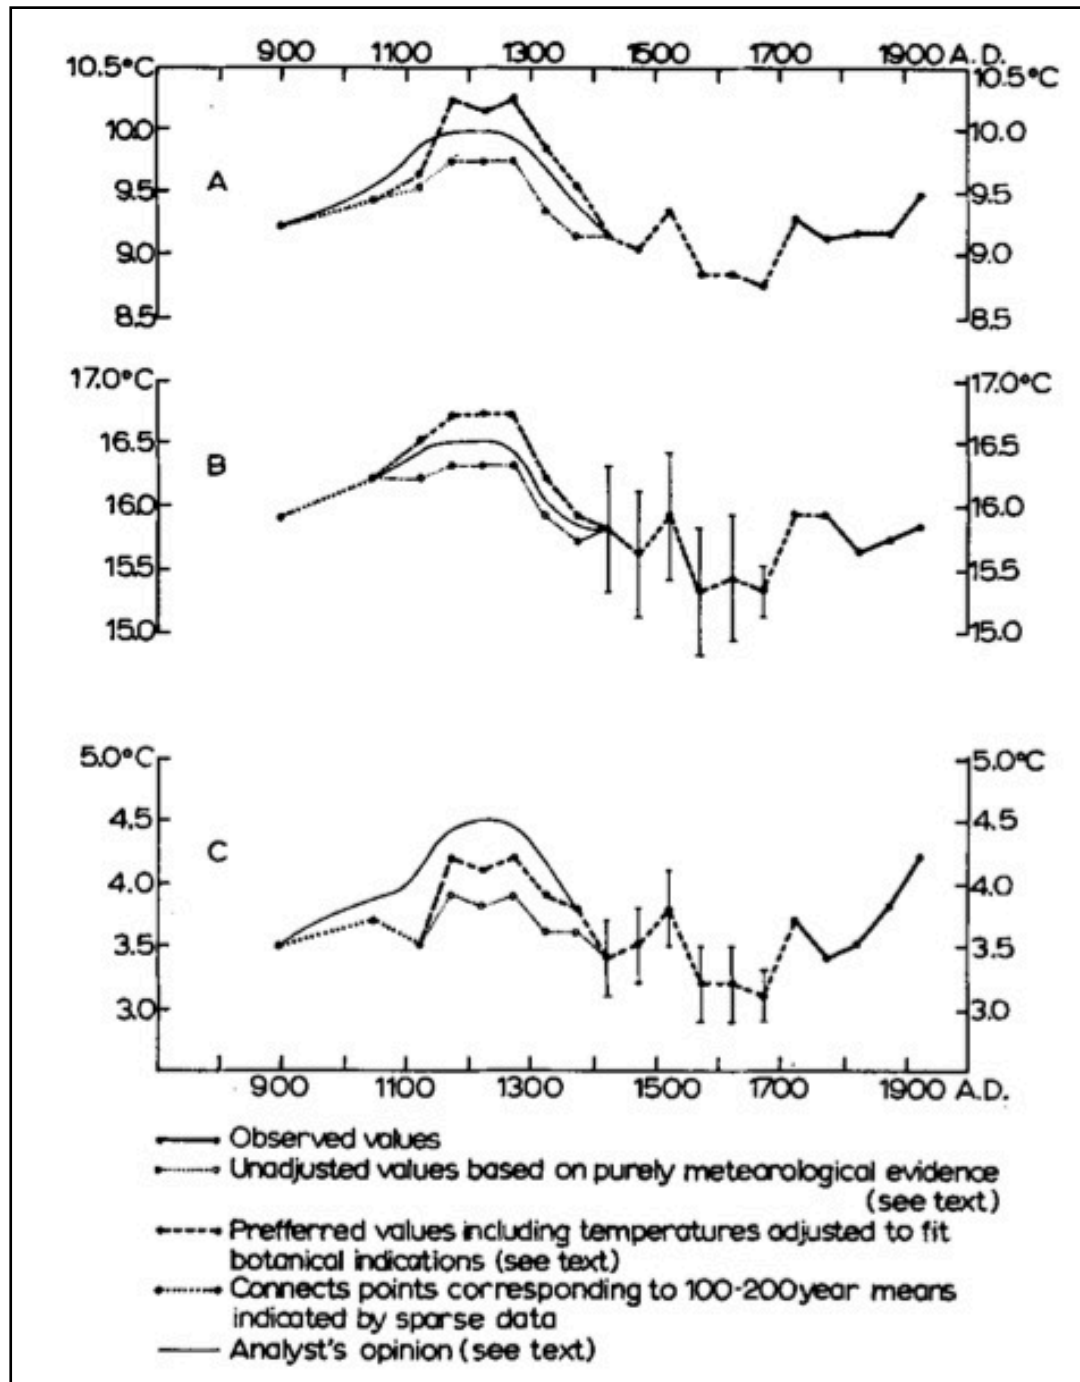 900 1100 1300 1500 1700 1900 A.D.
10.5°C 10.5°C
10.0 10.0
A
9.5 9.5
9.0 9.0
8.5 8.5
17.0°C 17.0°C
16.5 16.5
B
16.0 16.0
15.5 15.5
15.0 15.0
5.0°C 5.0°C
4.5 4.5
C
4.0 4.0
3.5 3.5
3.0 3.0
900 1100 1300 1500 1700 1900 A.D.
Observed values
Unadjusted values based on purely meteorological evidence
(see text)
Prefferred values including temperatures adjusted to fit
botanical indications (see text)
Connects points corresponding to 100-200 year means
indicated by sparse data
Analyst's opinion (see text)